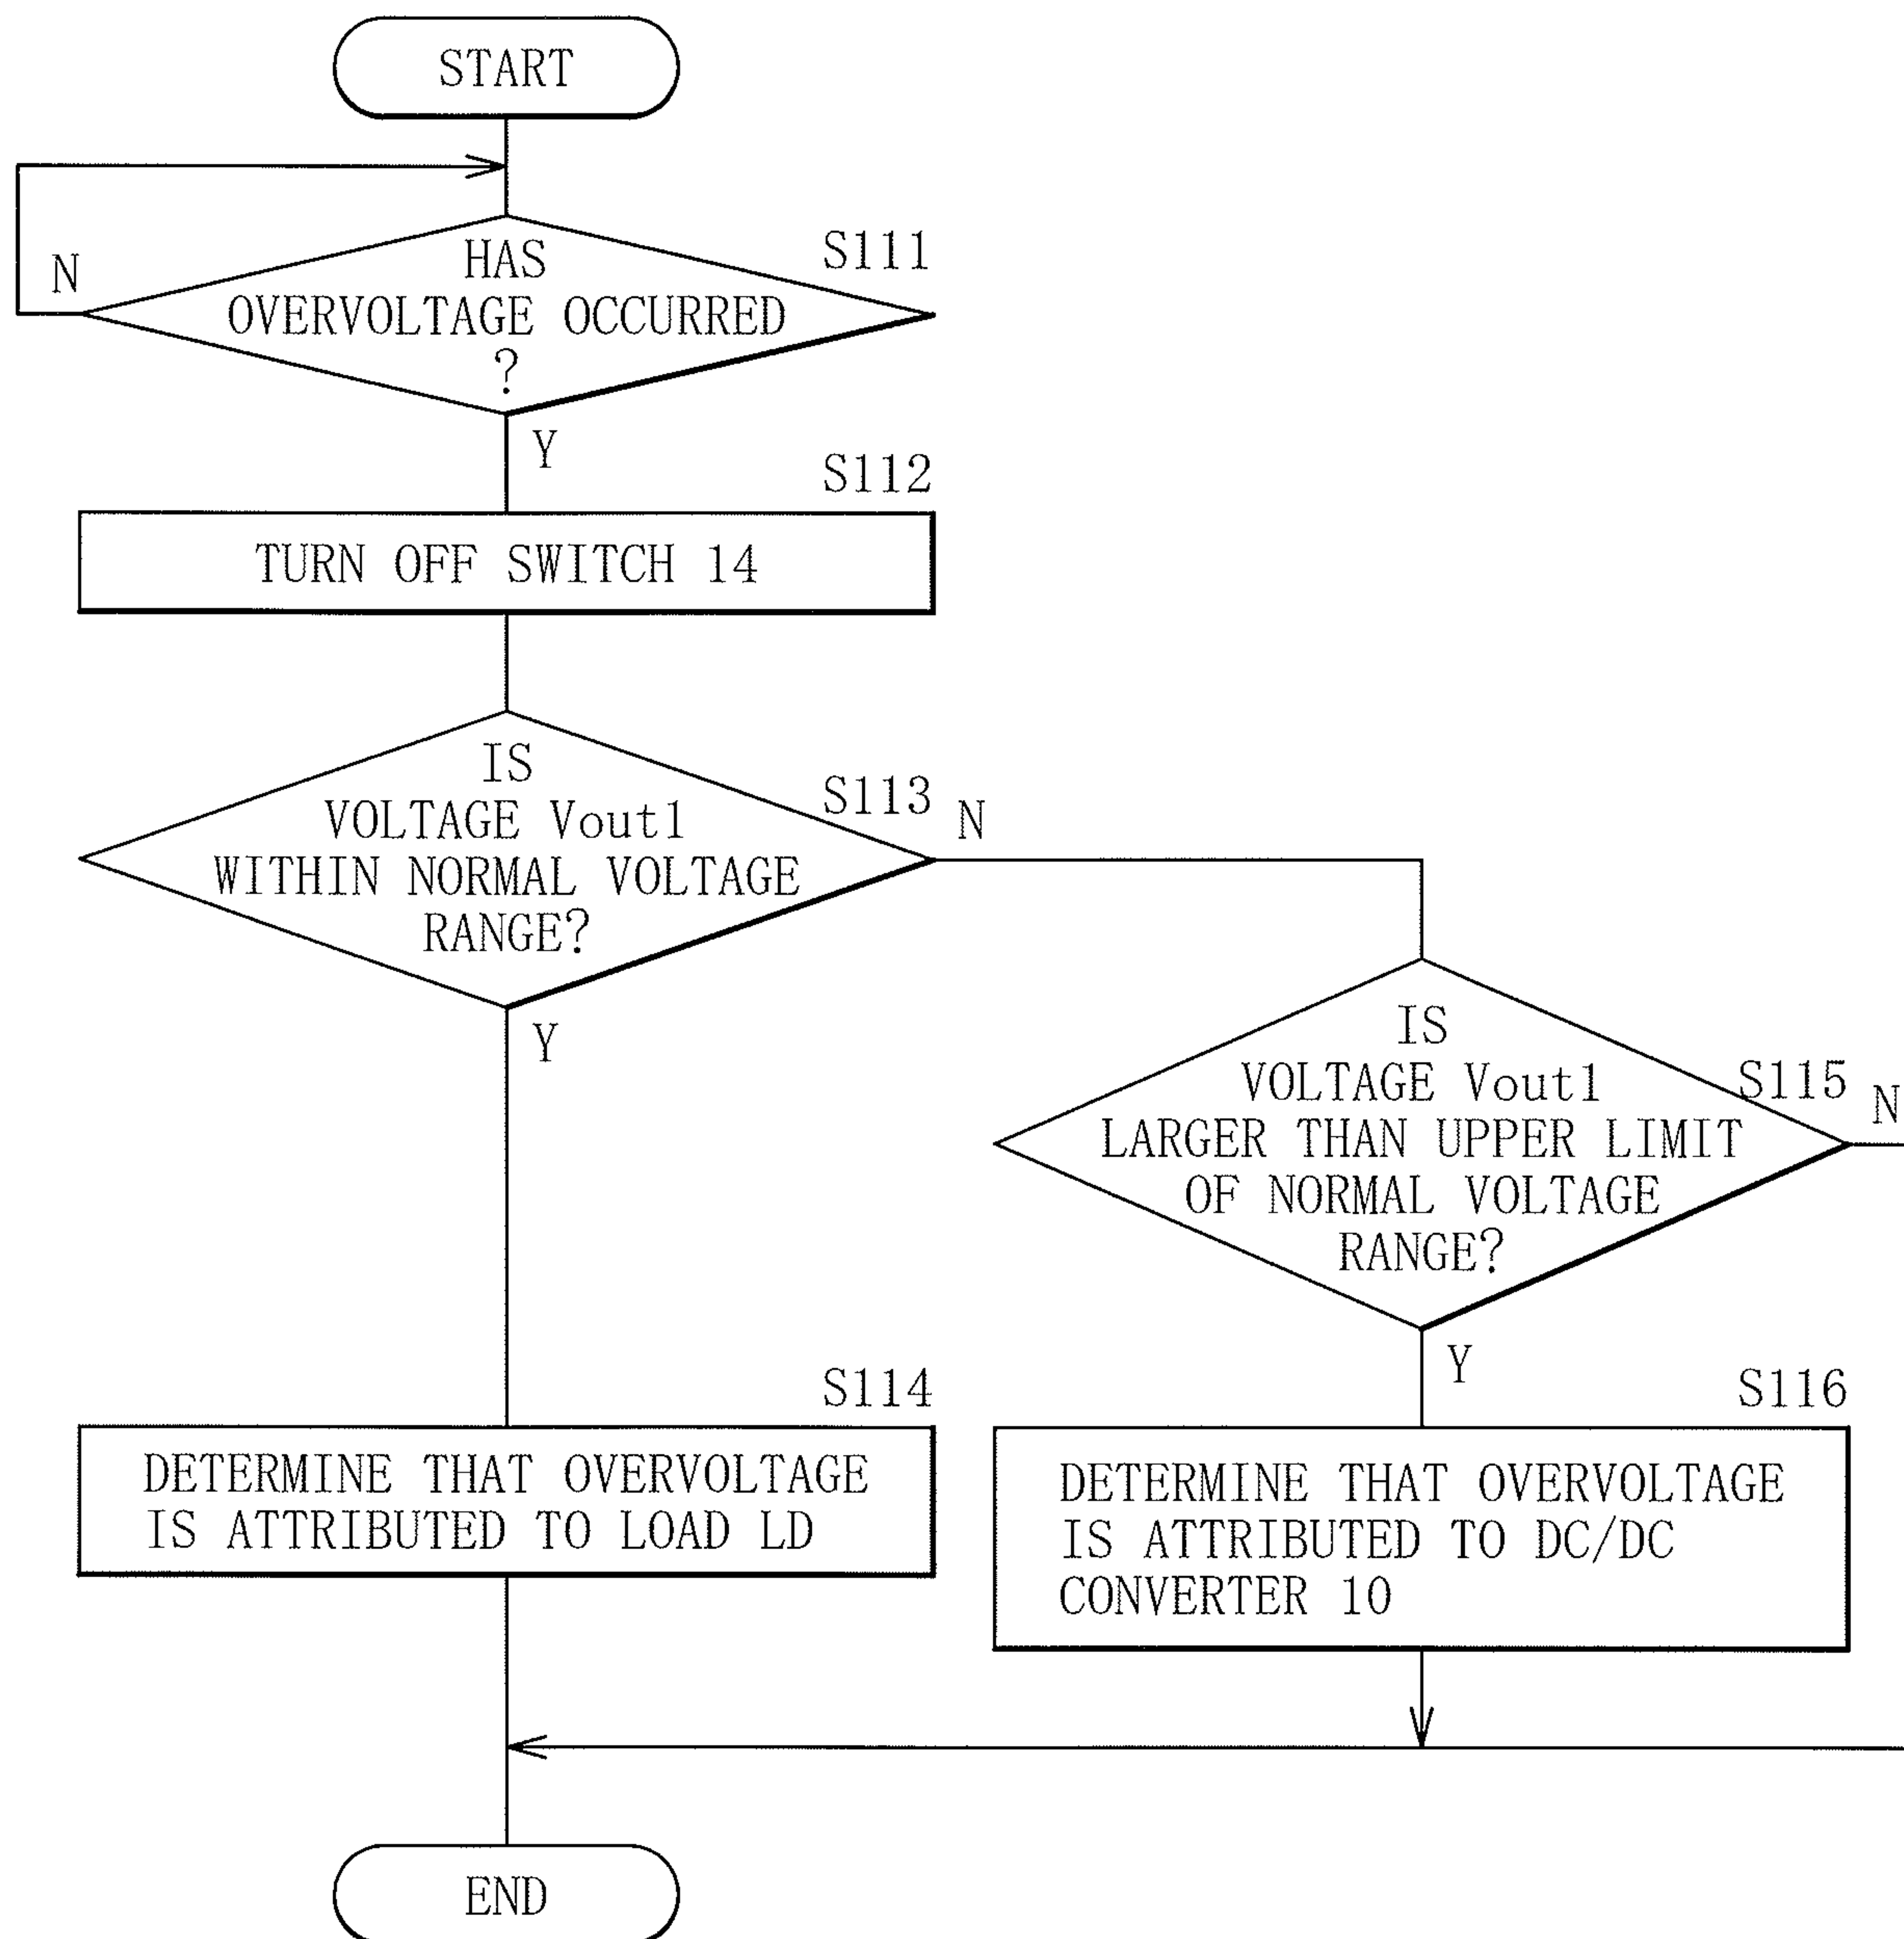 START
N
S111
HAS
OVERVOLTAGE OCCURRED
?
Y
S112
TURN OFF SWITCH 14
S113
N
IS
VOLTAGE Vout1
WITHIN NORMAL VOLTAGE
RANGE?
Y
S115
N
IS
VOLTAGE Vout1
LARGER THAN UPPER LIMIT
OF NORMAL VOLTAGE
RANGE?
Y
S114
DETERMINE THAT OVERVOLTAGE
IS ATTRIBUTED TO LOAD LD
S116
DETERMINE THAT OVERVOLTAGE
IS ATTRIBUTED TO DC/DC
CONVERTER 10
END